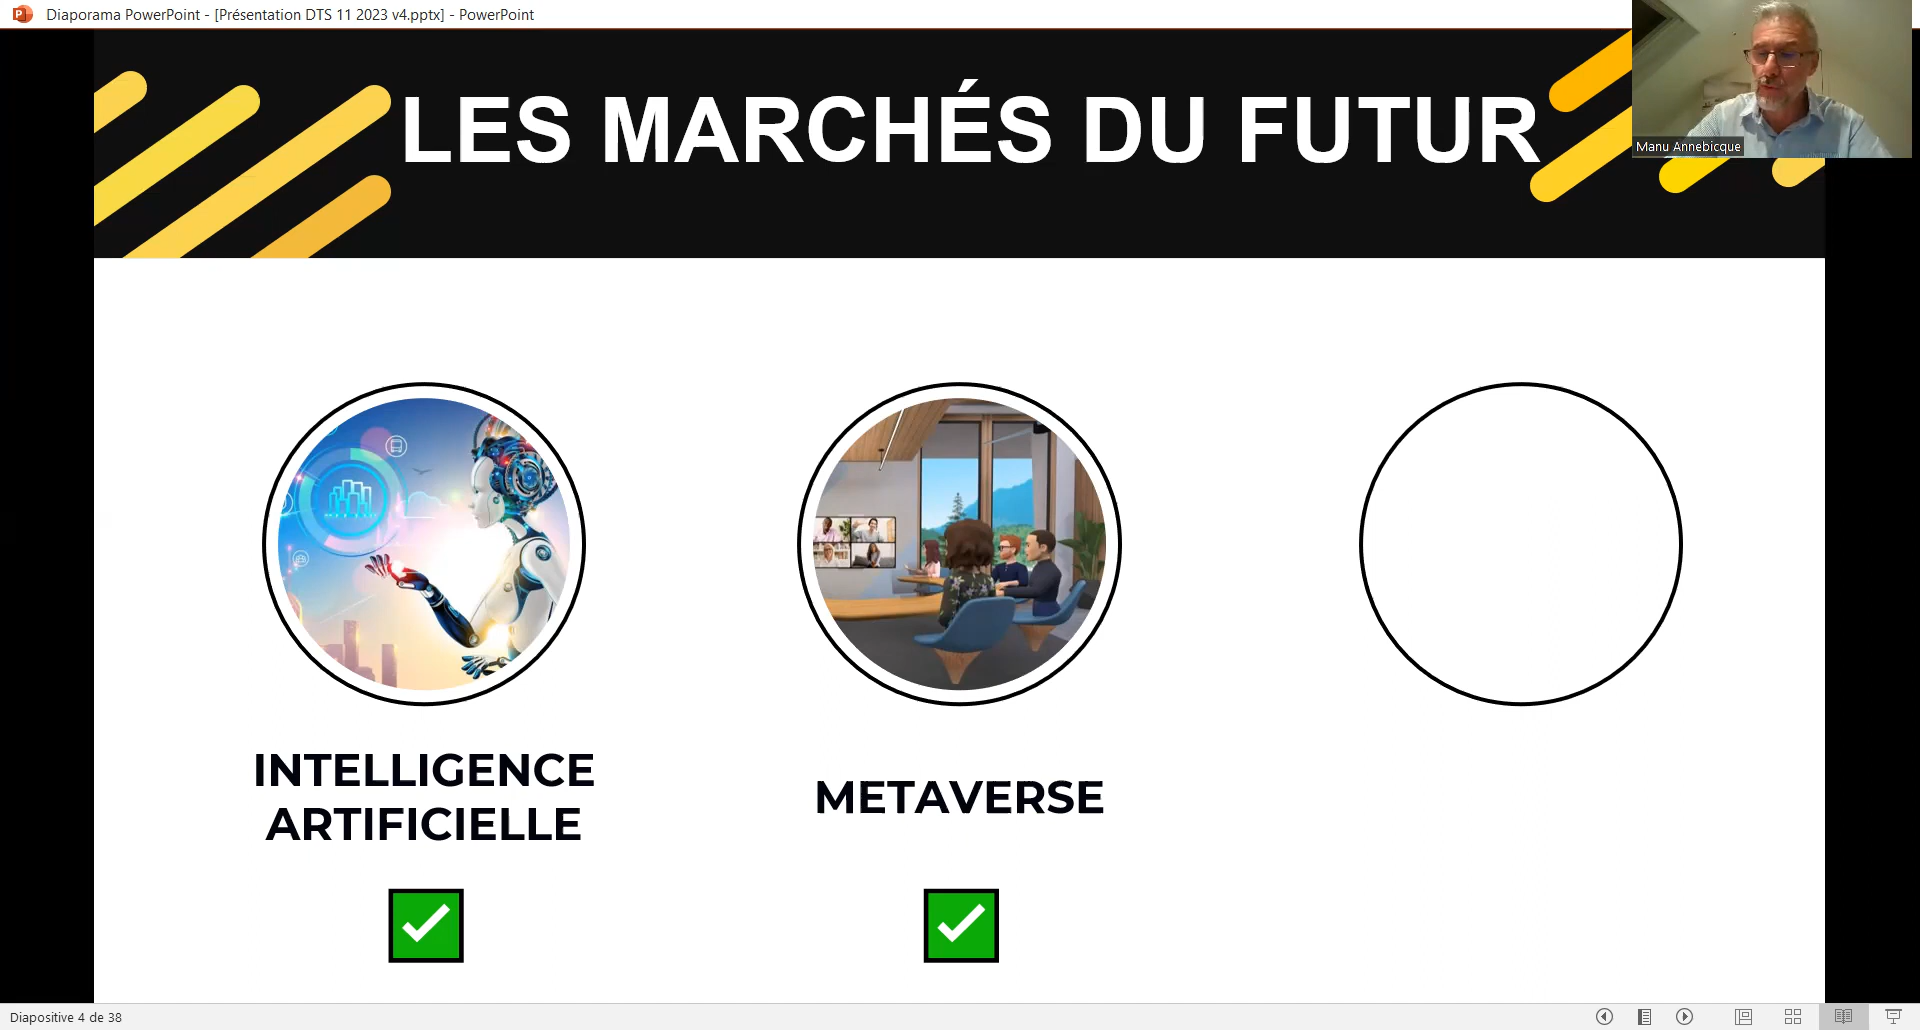 Diaporama PowerPoint - [Présentation DTS 11 2023 v4.pptx] - PowerPoint
LES MARCHÉS DU FUTUR
Manu Annebicque
INTELLIGENCE
ARTIFICIELLE
METAVERSE
Diapositive 4 de 38